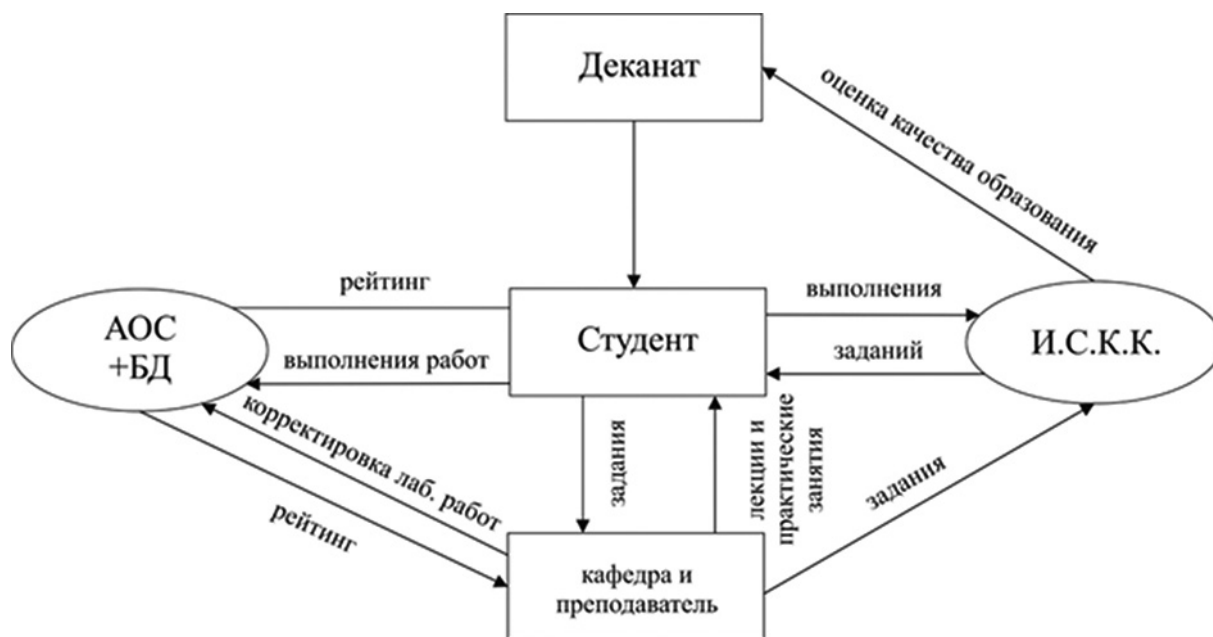 Деканат
оценка качества образования
рейтинг
выполнения
АОС
+БД
Студент
И.С.К.К.
выполнения работ
заданий
корректировка лаб. работ
рейтинг
задания
лекции и
практические
занятия
задания
кафедра и
преподаватель